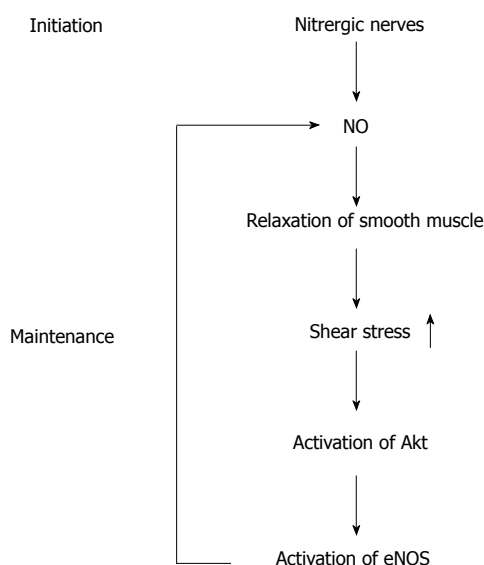 Initiation
Nitrergic nerves
NO
Relaxation of smooth muscle
Maintenance
Shear stress
Activation of Akt
Activation of eNOS